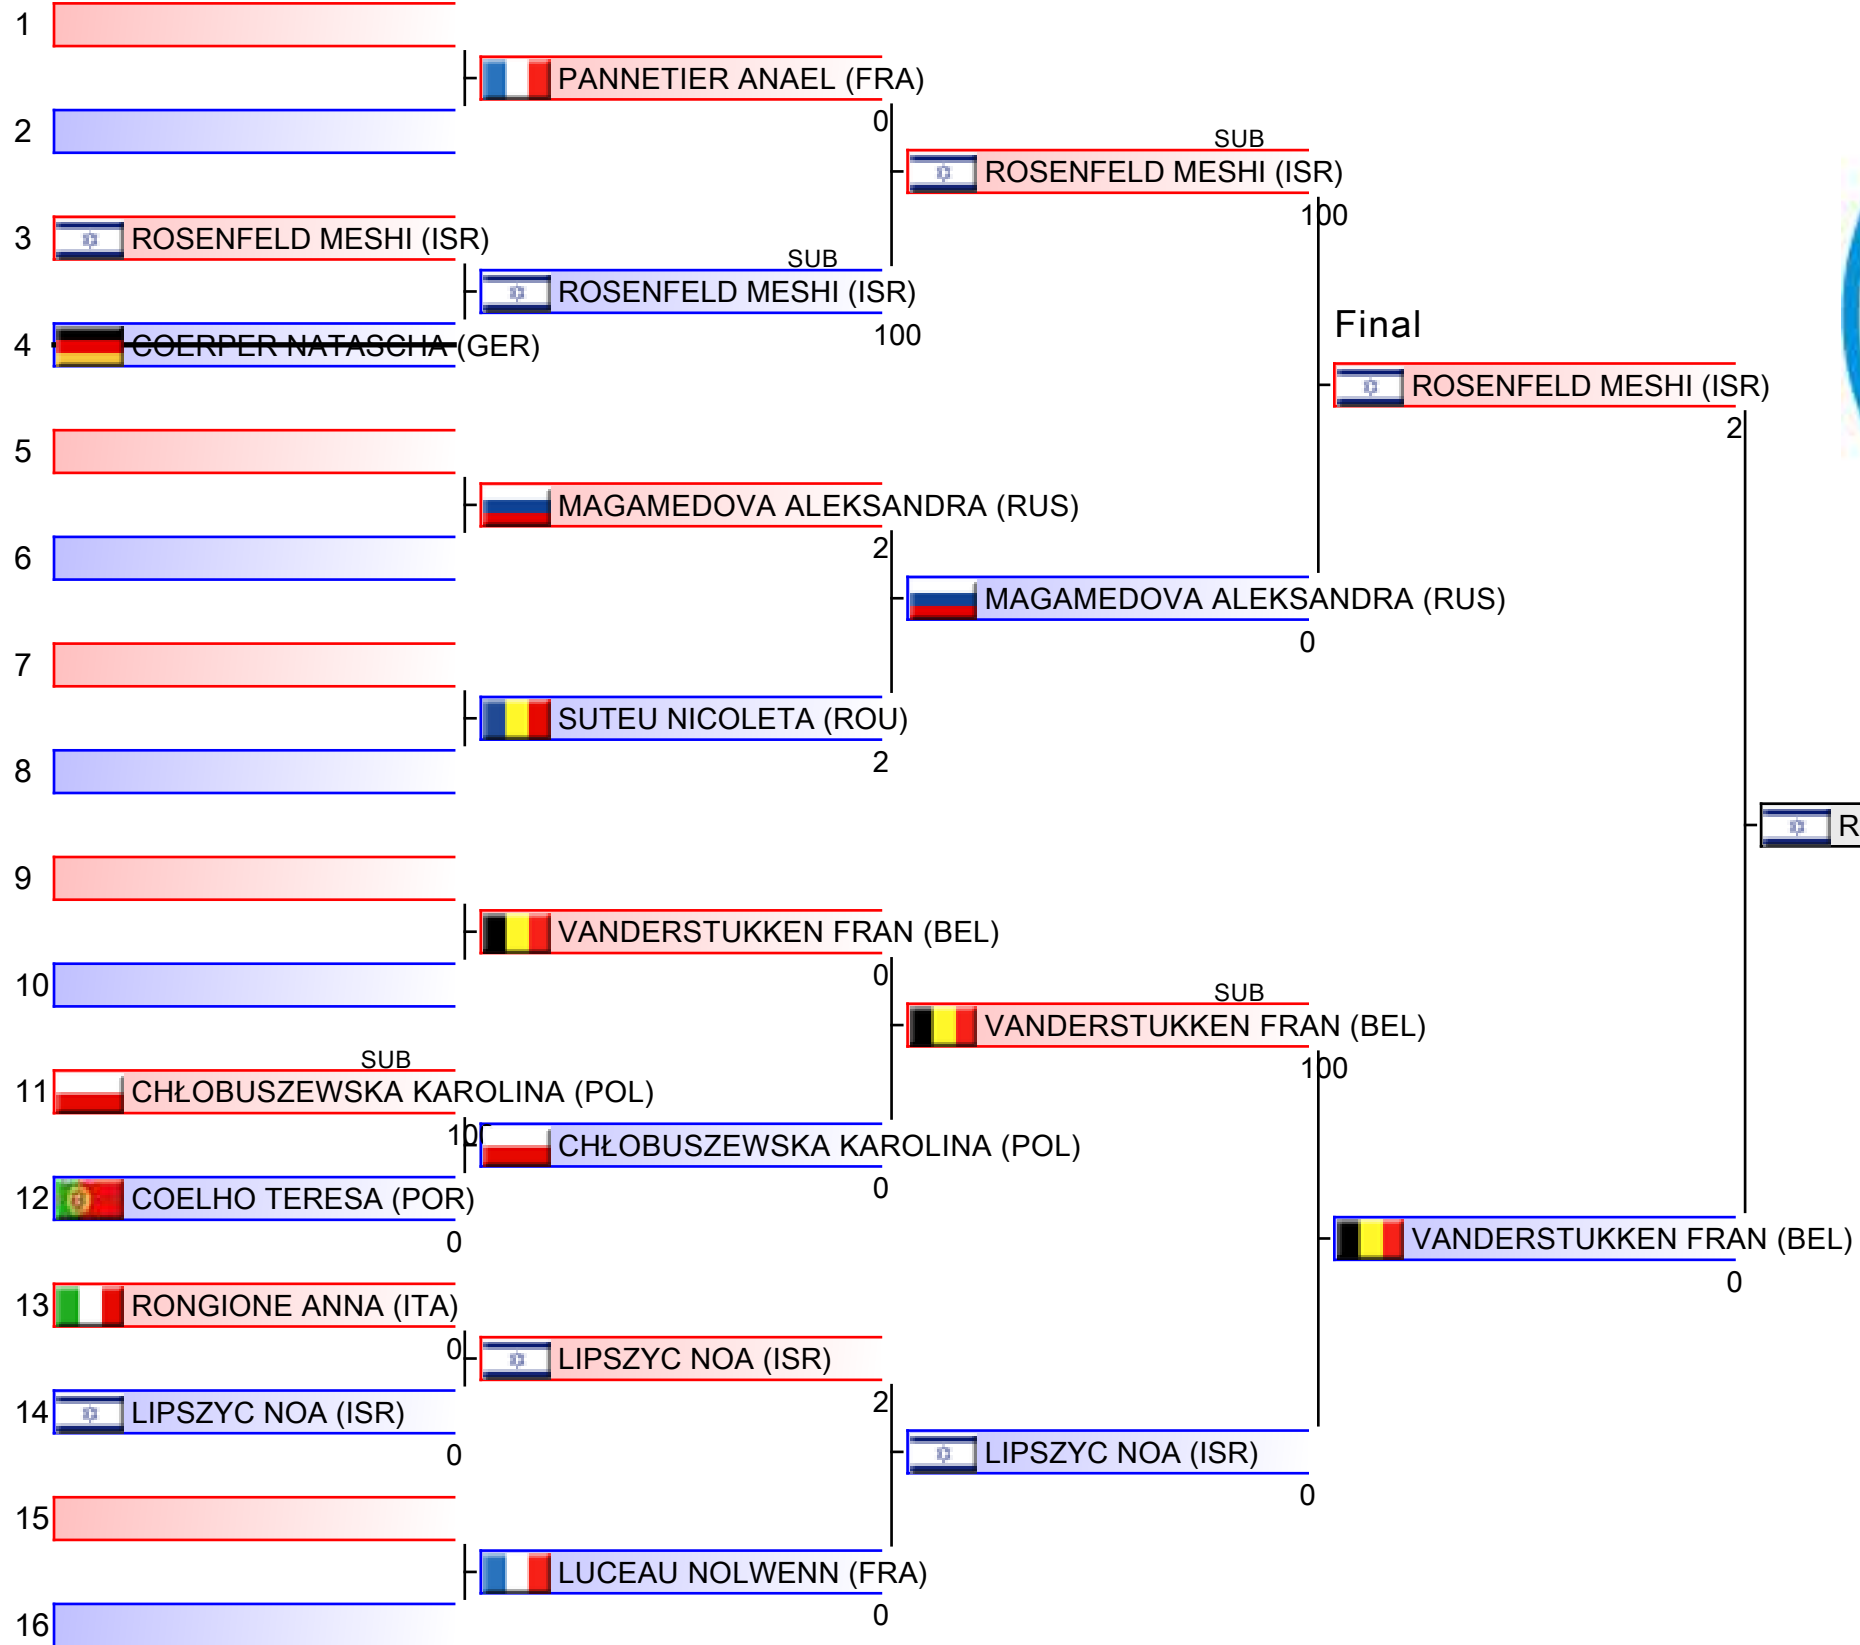 1
PANNETIER ANAEL (FRA)
0
2
SUB
ROSENFELD MESHI (ISR)
100
3
ROSENFELD MESHI (ISR)
SUB
ROSENFELD MESHI (ISR)
100
4
COERPER NATASCHA (GER)
Final
ROSENFELD MESHI (ISR)
2
5
MAGAMEDOVA ALEKSANDRA (RUS)
2
6
MAGAMEDOVA ALEKSANDRA (RUS)
0
7
SUTEU NICOLETA (ROU)
2
8
R
9
VANDERSTUKKEN FRAN (BEL)
0
10
SUB
VANDERSTUKKEN FRAN (BEL)
100
SUB
11
CHŁOBUSZEWSKA KAROLINA (POL)
10
CHŁOBUSZEWSKA KAROLINA (POL)
0
12
COELHO TERESA (POR)
0
VANDERSTUKKEN FRAN (BEL)
0
13
RONGIONE ANNA (ITA)
0
LIPSZYC NOA (ISR)
2
14
LIPSZYC NOA (ISR)
0
LIPSZYC NOA (ISR)
0
15
LUCEAU NOLWENN (FRA)
0
16